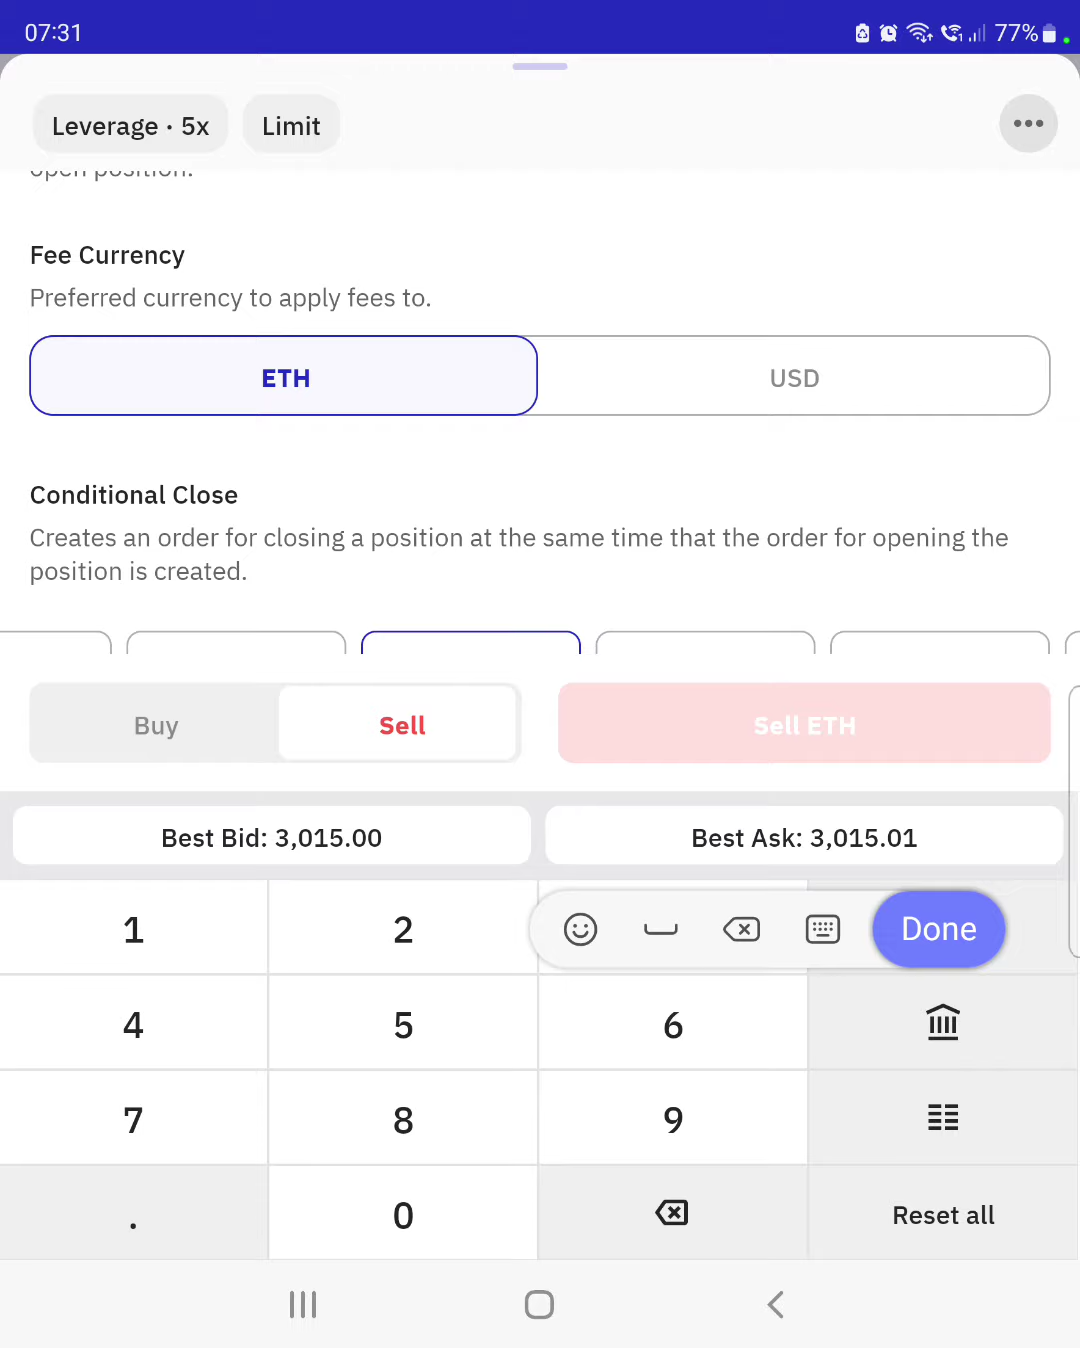 07:31
77%
Leverage · 5x
Limit
open position.
Fee Currency
Preferred currency to apply fees to.
ETH
USD
Conditional Close
Creates an order for closing a position at the same time that the order for opening the
position is created.
Buy
Sell
Sell ETH
Best Bid: 3,015.00
Best Ask: 3,015.01
1
2
Done
4
5
6
7
8
9
.
0
Reset all